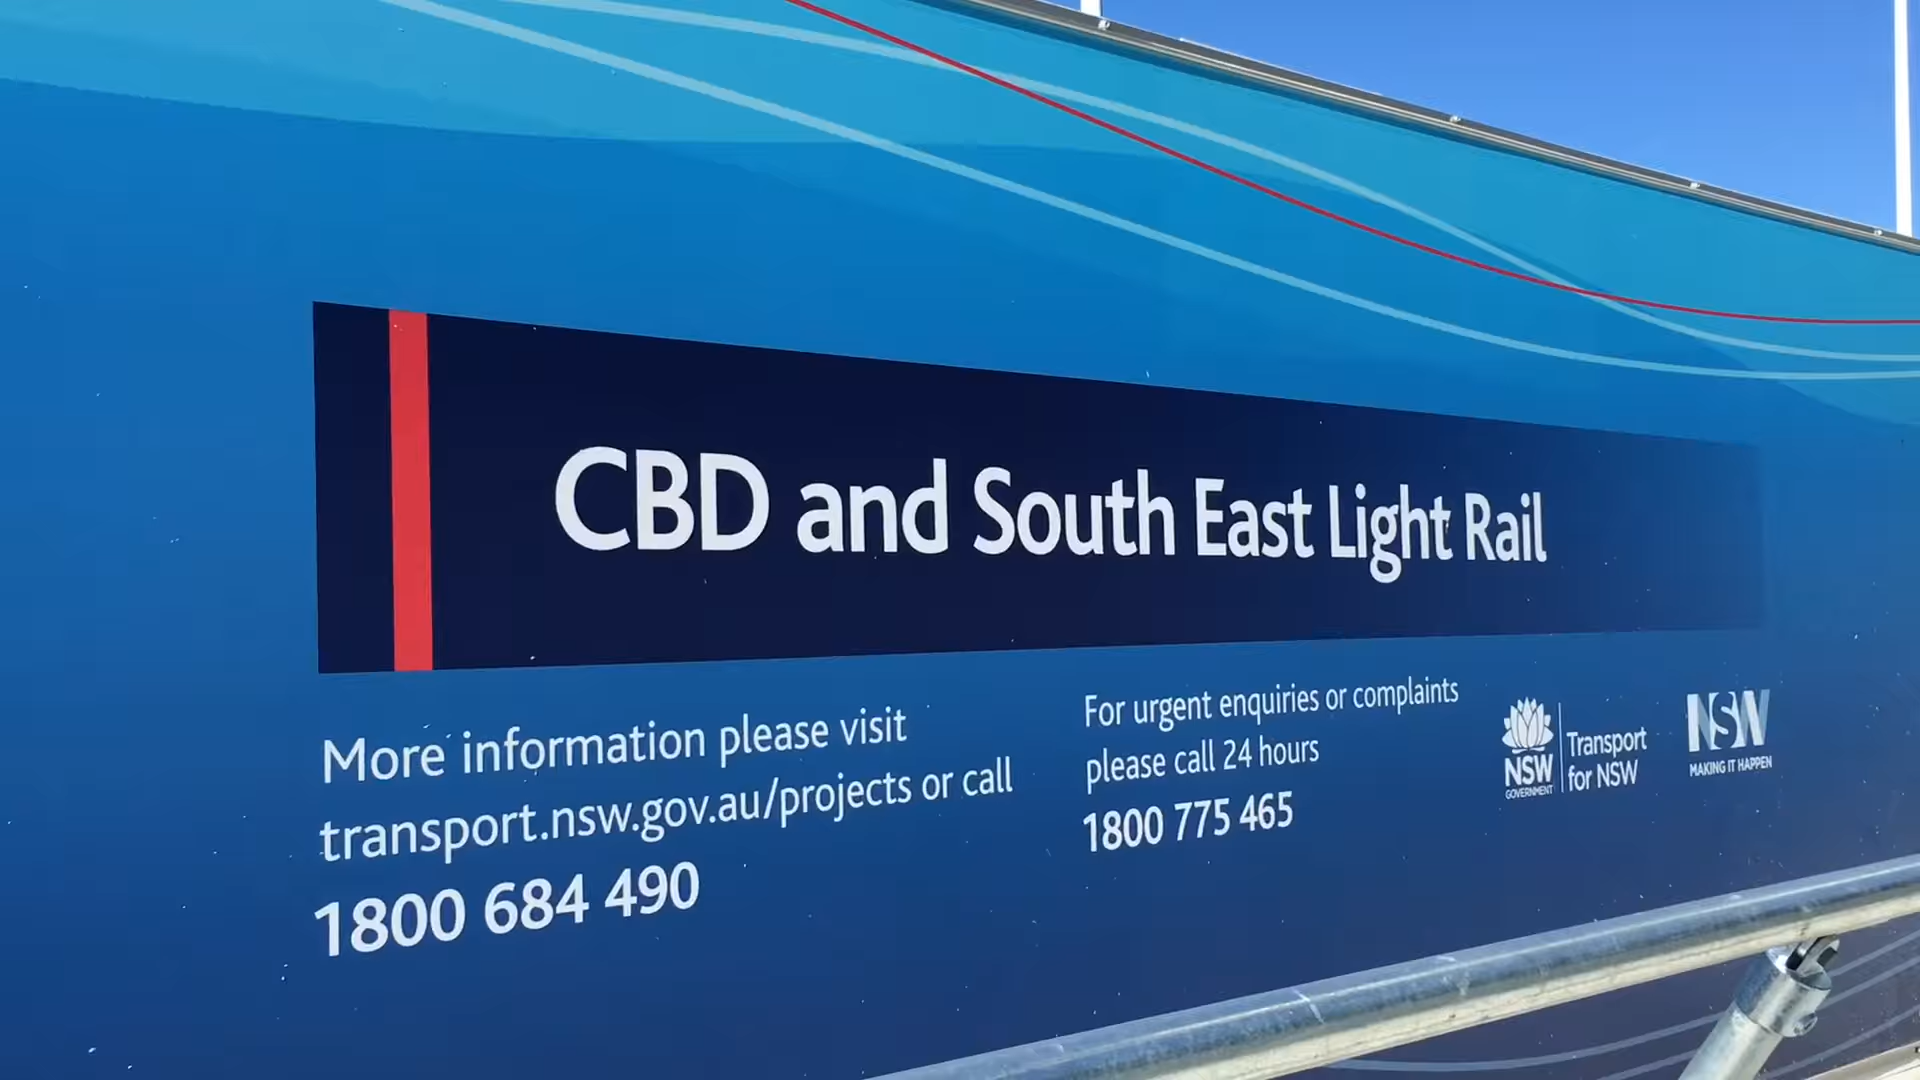 CBD and South East Light Rail
More information please visit
transport.nsw.gov.au/projects or call
1800 684 490
For urgent enquiries or complaints
please call 24 hours
1800 775 465
NSW
GOVERNMENT
Transport
for NSW
NSW
MAKING IT HAPPEN